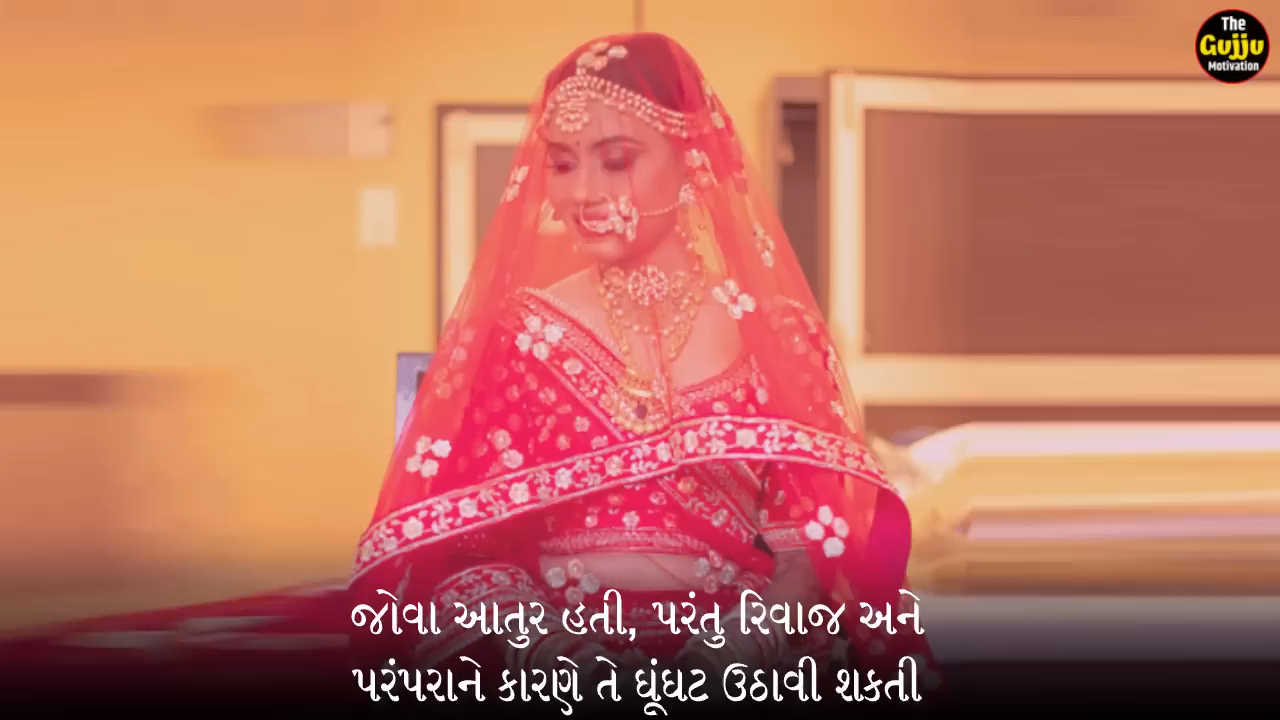 The
Gujju
Motivation
જોવા આતુર હતી, પરંતુ રિવાજ અને
પરંપરાને કારણે તે ઘૂંઘટ ઉઠાવી શકતી